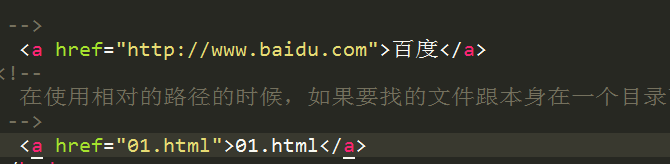 -->
<a href="http://www.baidu.com">百度</a>
<!--
在使用相对的路径的时候，如果要找的文件跟本身在一个目录
-->
<a href="01.html">01.html</a>